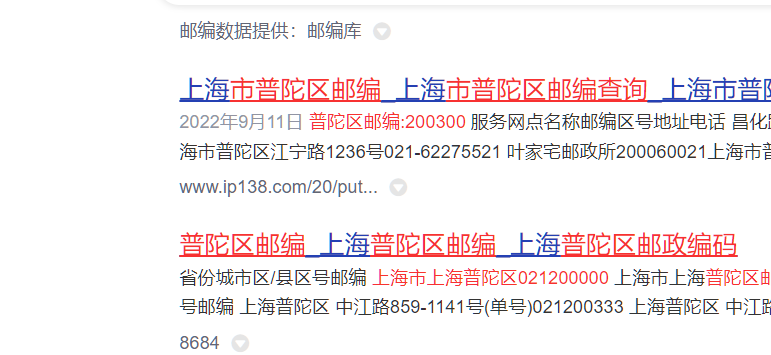 邮编数据提供：邮编库
上海市普陀区邮编_上海市普陀区邮编查询_上海市普陀
2022年9月11日 普陀区邮编:200300 服务网点名称邮编区号地址电话 昌化
海市普陀区江宁路1236号021-62275521 叶家宅邮政所200060021上海市普
www.ip138.com/20/put...
普陀区邮编_上海普陀区邮编_上海普陀区邮政编码
省份城市区/县区号邮编 上海市上海普陀区021200000 上海市上海普陀区邮
号邮编 上海普陀区 中江路859-1141号(单号)021200333 上海普陀区 中江
8684